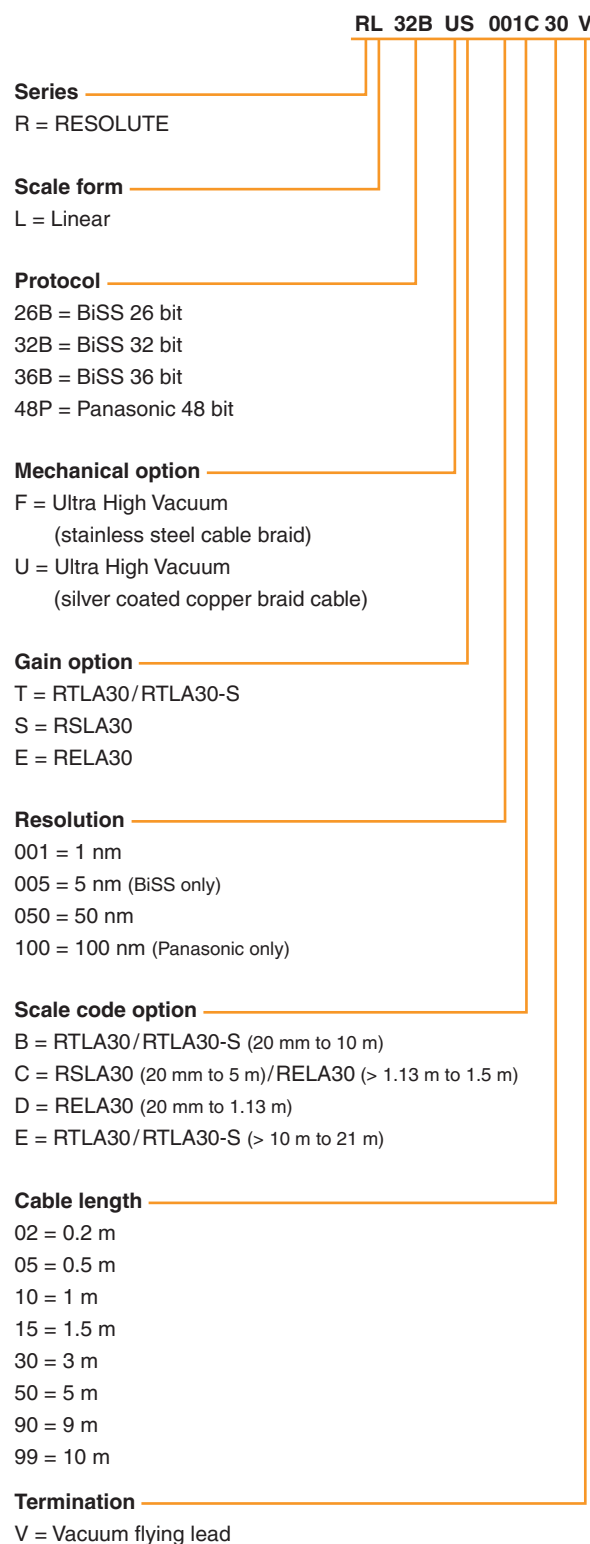 RL 32B US 001C 30 V
Series
R = RESOLUTE
Scale form
L = Linear
Protocol
26B = BiSS 26 bit
32B = BiSS 32 bit
36B = BiSS 36 bit
48P = Panasonic 48 bit
Mechanical option
F = Ultra High Vacuum
(stainless steel cable braid)
U = Ultra High Vacuum
(silver coated copper braid cable)
Gain option
T = RTLA30/RTLA30-S
S = RSLA30
E = RELA30
Resolution
001 = 1 nm
005 = 5 nm (BiSS only)
050 = 50 nm
100 = 100 nm (Panasonic only)
Scale code option
B = RTLA30/RTLA30-S (20 mm to 10 m)
C = RSLA30 (20 mm to 5 m)/RELA30 (> 1.13 m to 1.5 m)
D = RELA30 (20 mm to 1.13 m)
E = RTLA30/RTLA30-S (> 10 m to 21 m)
Cable length
02 = 0.2 m
05 = 0.5 m
10 = 1 m
15 = 1.5 m
30 = 3 m
50 = 5 m
90 = 9 m
99 = 10 m
Termination
V = Vacuum flying lead